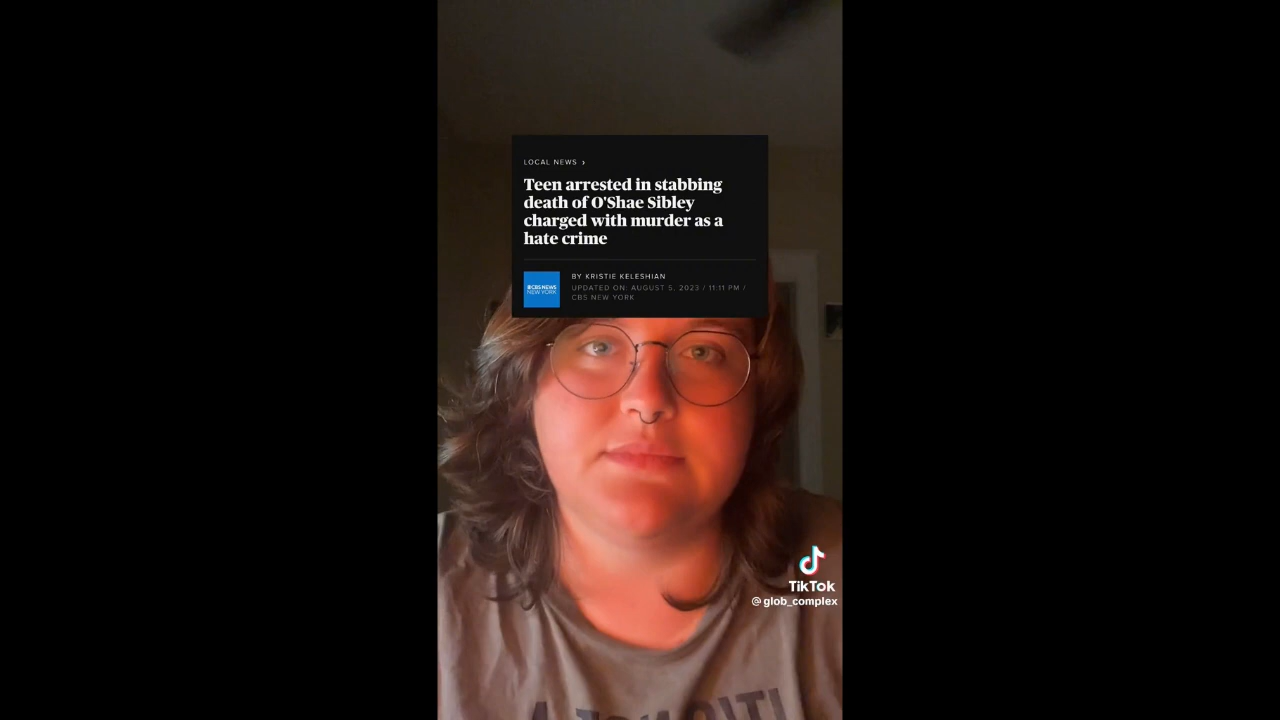 LOCAL NEWS ›
Teen arrested in stabbing
death of O'Shae Sibley
charged with murder as a
hate crime
CBS NEWS
NEW YORK
BY KRISTIE KELESHIAN
UPDATED ON: AUGUST 5, 2023 / 11:11 PM /
CBS NEW YORK
TikTok
@glob_complex